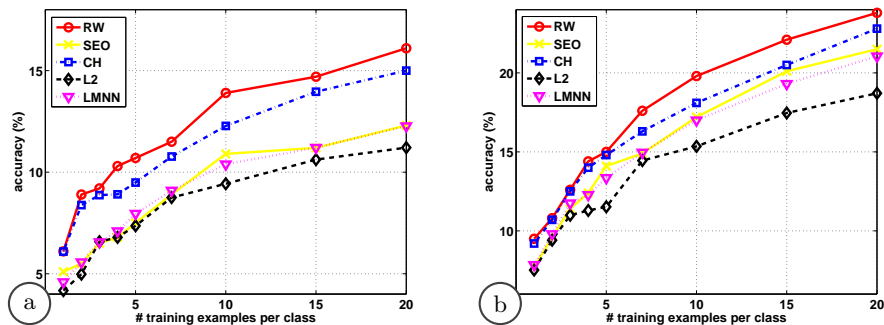 RW
SEO
CH
L2
LMNN
accuracy (%)
15
10
5
5
10
15
20
# training examples per class
a
RW
SEO
CH
L2
LMNN
accuracy (%)
20
15
10
5
10
15
20
# training examples per class
b